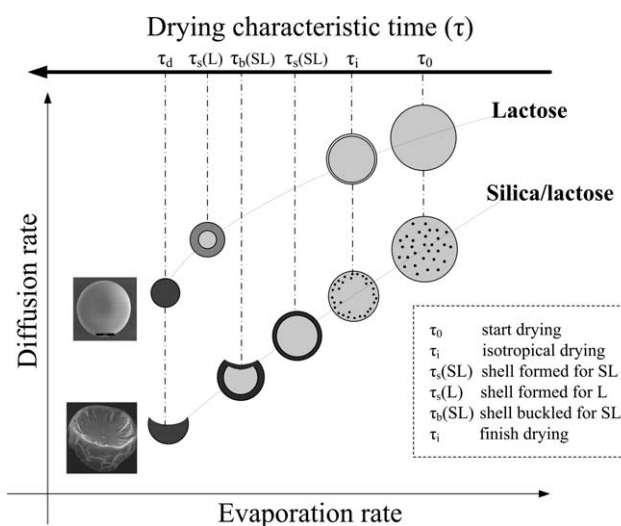 Drying characteristic time (τ)
τd τs(L) τb(SL) τs(SL) τi τ0
Lactose
Silica/lactose
Diffusion rate
τ0 start drying
τi isotropical drying
τs(SL) shell formed for SL
τs(L) shell formed for L
τb(SL) shell buckled for SL
τi finish drying
Evaporation rate